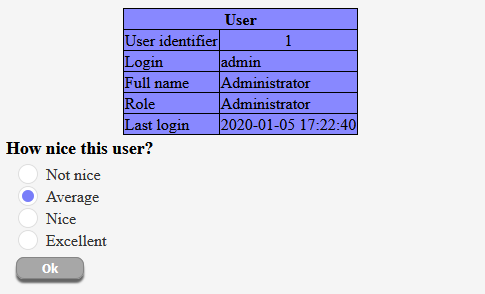 User
User identifier 1
Login admin
Full name Administrator
Role Administrator
Last login 2020-01-05 17:22:40
How nice this user?
Not nice
Average
Nice
Excellent
Ok